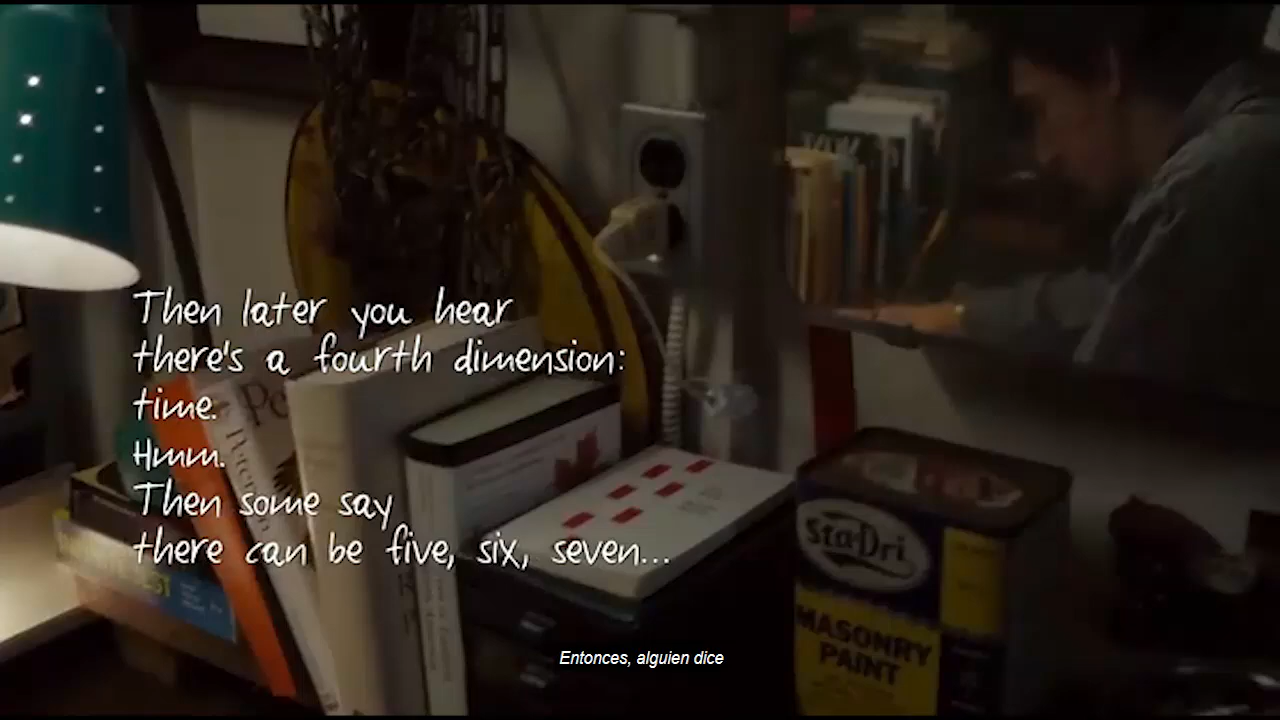 Then later you hear
there's a fourth dimension:
time.
Hmm.
Then some say
there can be five, six, seven...
Sta-Dri
MASONRY
PAINT
Entonces, alguien dice